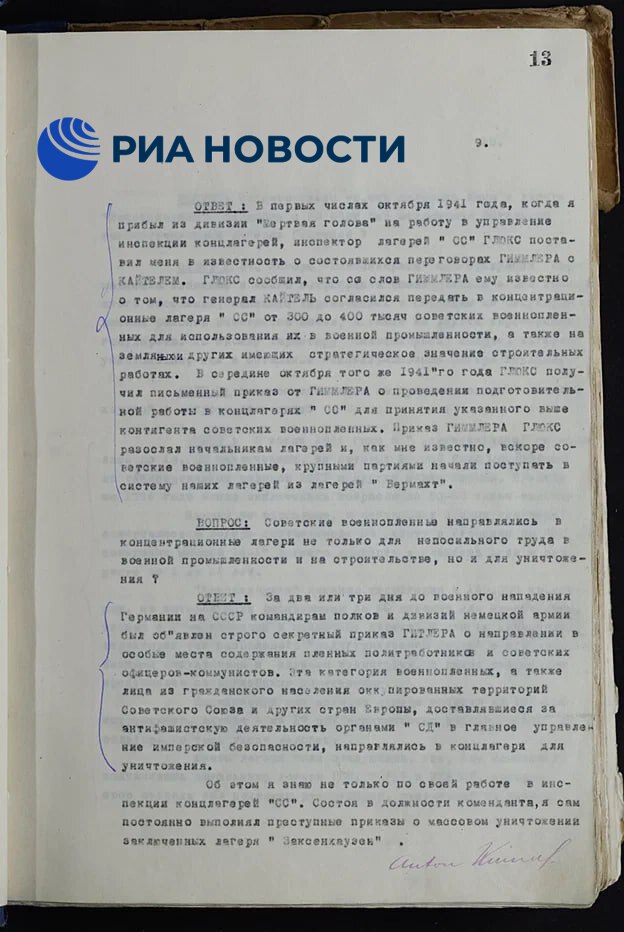 13
РИА НОВОСТИ
9.
ОТВЕТ : В первых числах октября 1941 года, когда я
прибыл из дивизии "Мертвая голова" на работу в управление
инспекции концлагерей, инспектор лагерей " СС" ГЛЮКС поста-
вил меня в известность о состоявшихся переговорах ГИММЛЕРА с
КАЙТЕЛЕМ. ГЛЮКС сообщил, что со слов ГИММЛЕРА ему известно
о том, что генерал КАЙТЕЛЬ согласился передать в концентраци-
онные лагеря " СС" от 300 до 400 тысяч советских военноплен-
ных для использования их в военной промышленности, а также на
земляных и других имеющих стратегическое значение строительных
работах. В середине октября того же 1941"го года ГЛЮКС полу-
чил письменный приказ от ГИММЛЕРА о проведении подготовитель-
ной работы в концлагерях " СС" для принятия указанного выше
контигента советских военнопленных. Приказ ГИММЛЕРА ГЛЮКС
разослал начальникам лагерей и, как мне известно, вскоре со-
ветские военнопленные, крупными партиями начали поступать в
систему наших лагерей из лагерей " Вермахт".
ВОПРОС: Советские военнопленные направлялись в
концентрационные лагери не только для непосильного труда в
военной промышленности и на строительстве, но и для уничтоже-
ния ?
ОТВЕТ : За два или три дня до военного нападения
Германии на СССР командирам полков и дивизий немецкой армии
был об"явлен строго секретный приказ ГИТЛЕРА о направлении в
особые места содержания пленных политработников и советских
офицеров-коммунистов. Эта категория военнопленных, а также
лица из гражданского населения оккупированных территорий
Советского Союза и других стран Европы, доставлявшиеся за
антифашистскую деятельность органами " СД" в главное управле-
ние имперской безопасности, направлялись в концлагери для
уничтожения.
Об этом я знаю не только по своей работе в инс-
пекции концлагерей "СС". Состоя в должности коменданта, я сам
постоянно выполнял преступные приказы о массовом уничтожении
заключенных лагеря " Заксенхаузен" .
Anton